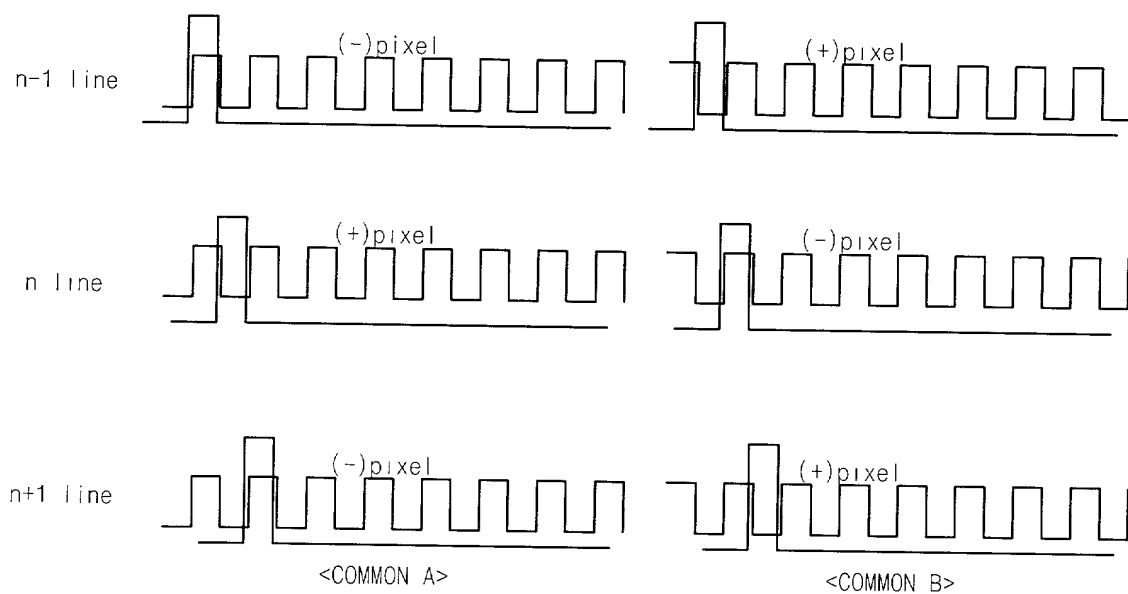 (-)pixel
(+)pixel
n-1 line
(+)pixel
(-)pixel
n line
(-)pixel
(+)pixel
n+1 line
<COMMON A>
<COMMON B>